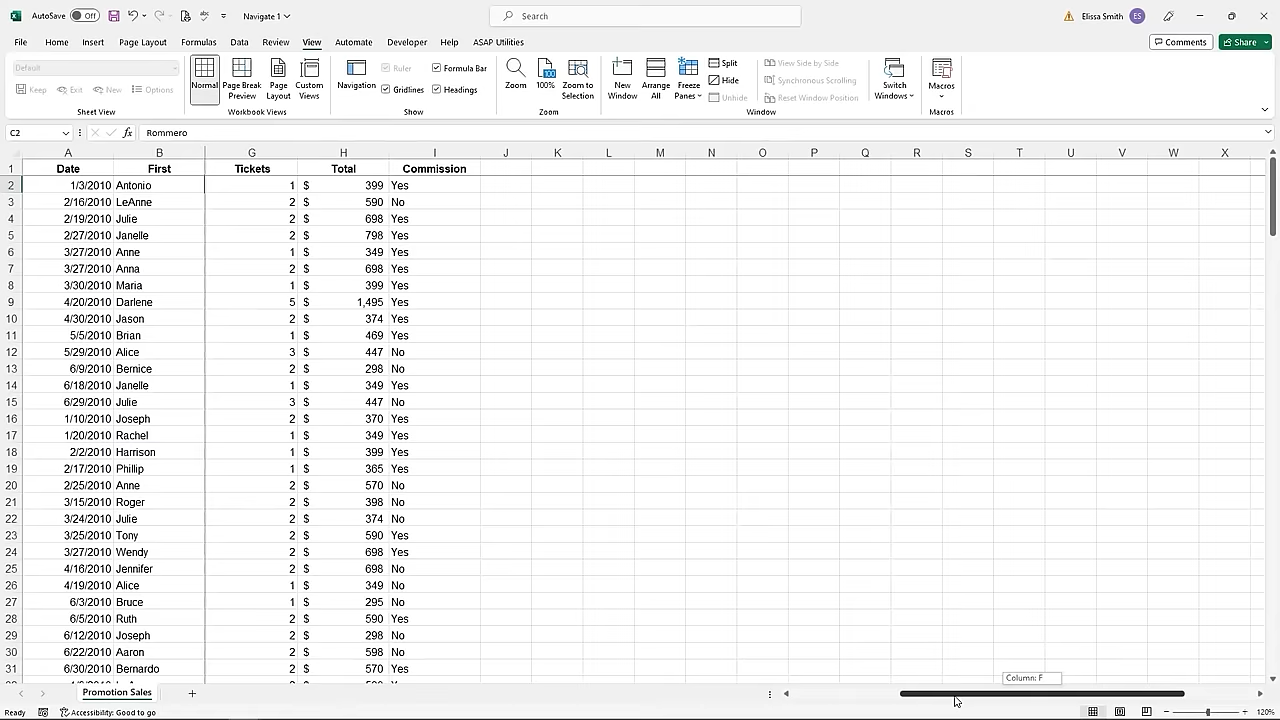 AutoSave Off Navigate 1 Search Elissa Smith ES
File Home Insert Page Layout Formulas Data Review View Automate Developer Help ASAP Utilities Comments Share
Default
Keep Exit New Options
Sheet View
Normal Page Break Preview Page Layout Custom Views
Workbook Views
Navigation Ruler Formula Bar
Gridlines Headings
Show
Zoom 100% Zoom to Selection
Zoom
New Window Arrange All Freeze Panes Split Hide Unhide
View Side by Side
Synchronous Scrolling
Reset Window Position
Switch Windows
Window
Macros
Macros
C2 fx Rommero
A B G H I J K L M N O P Q R S T U V W X
1 Date First Tickets Total Commission
2 1/3/2010 Antonio 1 $ 399 Yes
3 2/16/2010 LeAnne 2 $ 590 No
4 2/19/2010 Julie 2 $ 698 Yes
5 2/27/2010 Janelle 2 $ 798 Yes
6 3/27/2010 Anne 1 $ 349 Yes
7 3/27/2010 Anna 2 $ 698 Yes
8 3/30/2010 Maria 1 $ 399 Yes
9 4/20/2010 Darlene 5 $ 1,495 Yes
10 4/30/2010 Jason 2 $ 374 Yes
11 5/5/2010 Brian 1 $ 469 Yes
12 5/29/2010 Alice 3 $ 447 No
13 6/9/2010 Bernice 2 $ 298 No
14 6/18/2010 Janelle 1 $ 349 Yes
15 6/29/2010 Julie 3 $ 447 No
16 1/10/2010 Joseph 2 $ 370 Yes
17 1/20/2010 Rachel 1 $ 349 Yes
18 2/2/2010 Harrison 1 $ 399 Yes
19 2/17/2010 Phillip 1 $ 365 Yes
20 2/25/2010 Anne 2 $ 570 No
21 3/15/2010 Roger 2 $ 398 No
22 3/24/2010 Julie 2 $ 374 No
23 3/25/2010 Tony 2 $ 590 Yes
24 3/27/2010 Wendy 2 $ 698 Yes
25 4/16/2010 Jennifer 2 $ 698 No
26 4/19/2010 Alice 1 $ 349 Yes
27 6/3/2010 Bruce 1 $ 295 No
28 6/5/2010 Ruth 2 $ 590 Yes
29 6/12/2010 Joseph 2 $ 298 No
30 6/22/2010 Aaron 2 $ 598 No
31 6/30/2010 Bernardo 2 $ 570 Yes
Column: F
Promotion Sales
Ready Accessibility: Good to go 120%